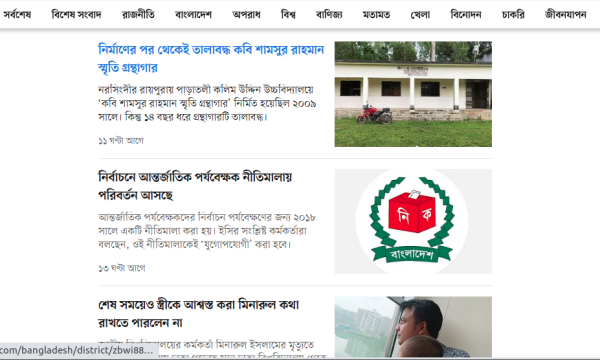 সর্বশেষ বিশেষ সংবাদ রাজনীতি বাংলাদেশ অপরাধ বিশ্ব বাণিজ্য মতামত খেলা বিনোদন চাকরি জীবনযাপন
নির্মাণের পর থেকেই তালাবদ্ধ কবি শামসুর রাহমান
স্মৃতি গ্রন্থাগার
নরসিংদীর রায়পুরায় পাড়াতলী কলিম উদ্দিন উচ্চবিদ্যালয়ে
'কবি শামসুর রাহমান স্মৃতি গ্রন্থাগার' নির্মিত হয়েছিল ২০০৯
সালে। কিন্তু ১৪ বছর ধরে গ্রন্থাগারটি তালাবদ্ধ।
১১ ঘণ্টা আগে
নির্বাচনে আন্তর্জাতিক পর্যবেক্ষক নীতিমালায়
পরিবর্তন আসছে
আন্তর্জাতিক পর্যবেক্ষকদের নির্বাচন পর্যবেক্ষণের জন্য ২০১৮
সালে একটি নীতিমালা করা হয়। ইসির সংশ্লিষ্ট কর্মকর্তারা
বলছেন, ওই নীতিমালাকেই 'যুগোপযোগী' করা হবে।
১৩ ঘণ্টা আগে
নি ক
বাংলাদেশ
শেষ সময়েও স্ত্রীকে আশ্বস্ত করা মিনারুল কথা
রাখতে পারলেন না
কর্মকর্তা মিনারুল ইসলামের মৃত্যুতে
com/bangladesh/district/zbwi88...